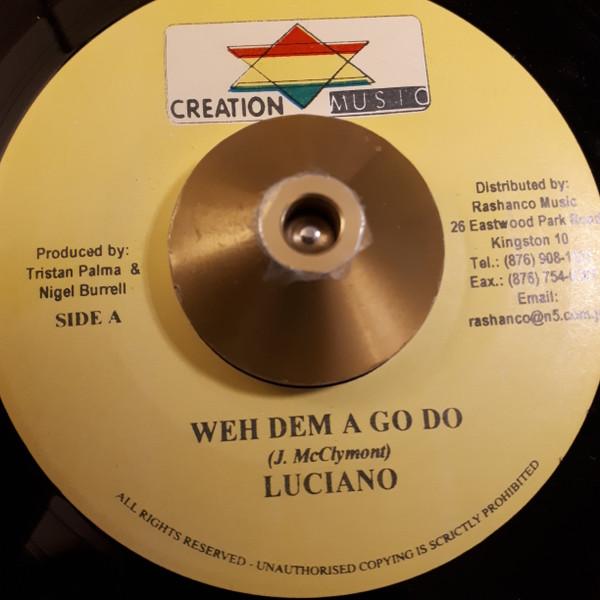 CREATION MUSIC
Produced by:
Tristan Palma &
Nigel Burrell
SIDE A
Distributed by:
Rashanco Music
26 Eastwood Park Road
Kingston 10
Tel.: (876) 908-
Eax.: (876) 754-
Email:
rashanco@n5.com.j
WEH DEM A GO DO
(J. McClymont)
LUCIANO
ALL RIGHTS RESERVED - UNAUTHORISED COPYING IS SCRICTLY PROHIBITED